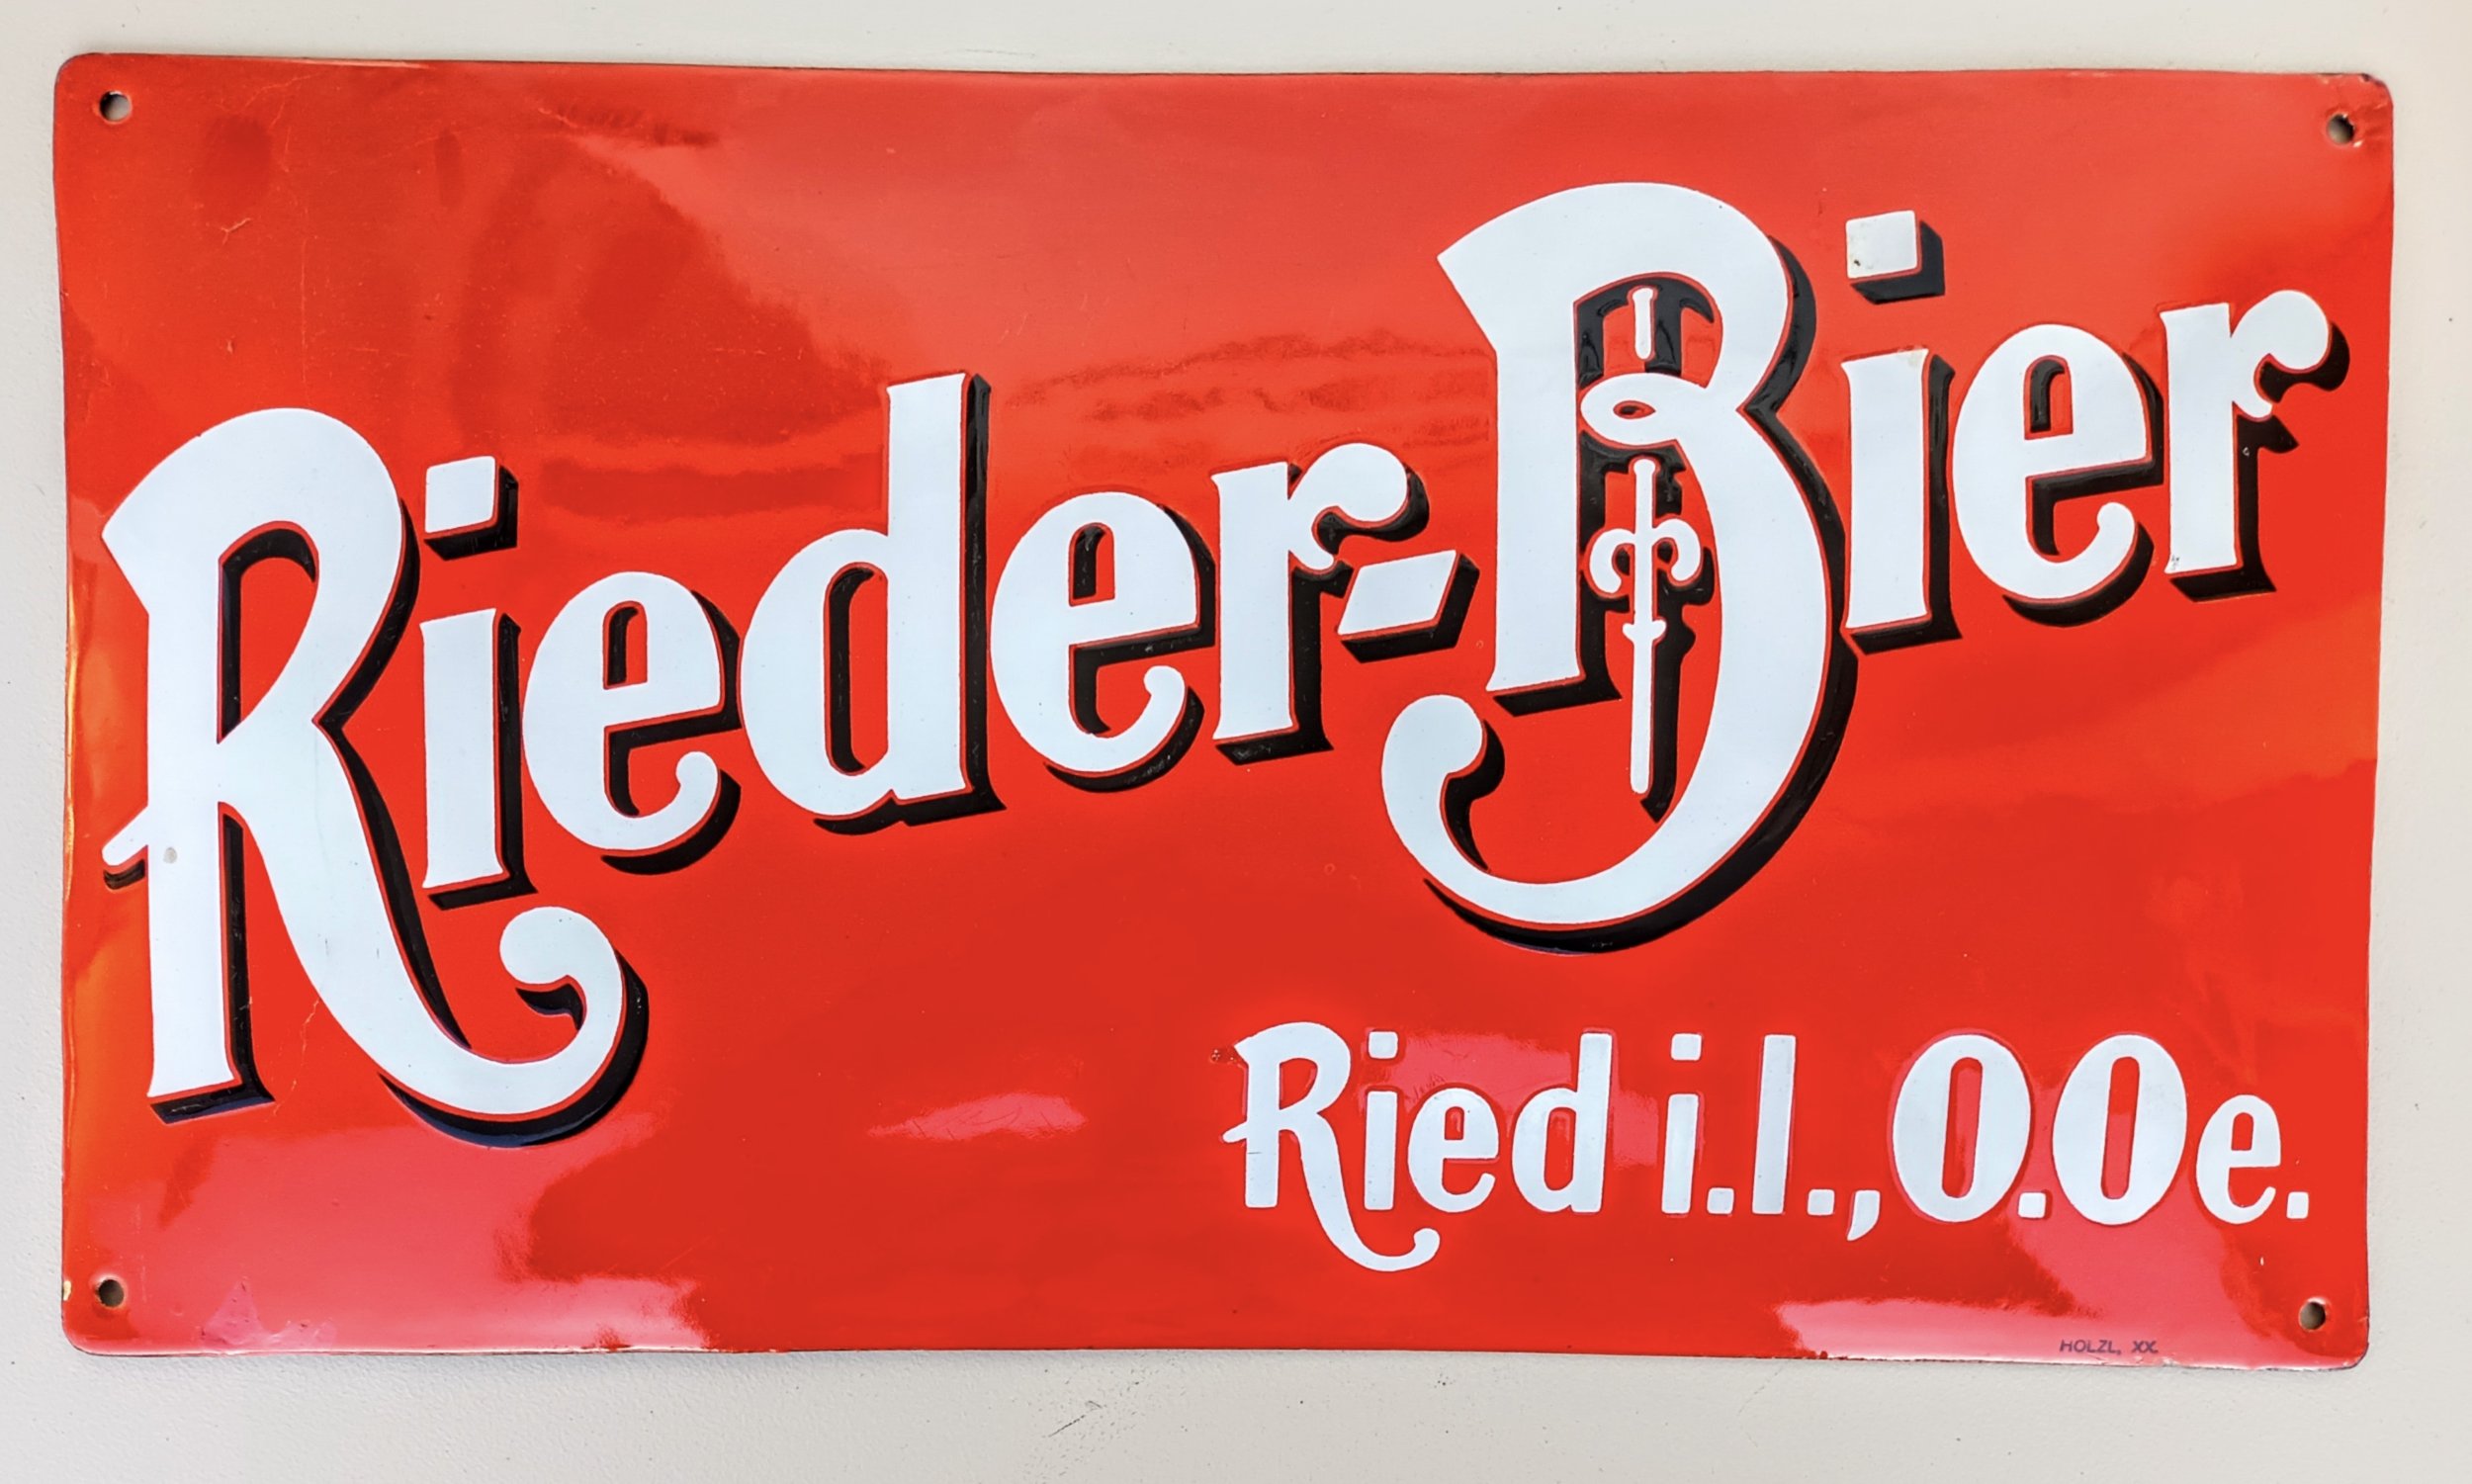 Rieder-Bier
Ried i.I., O.Oe.
HOLZL, XX